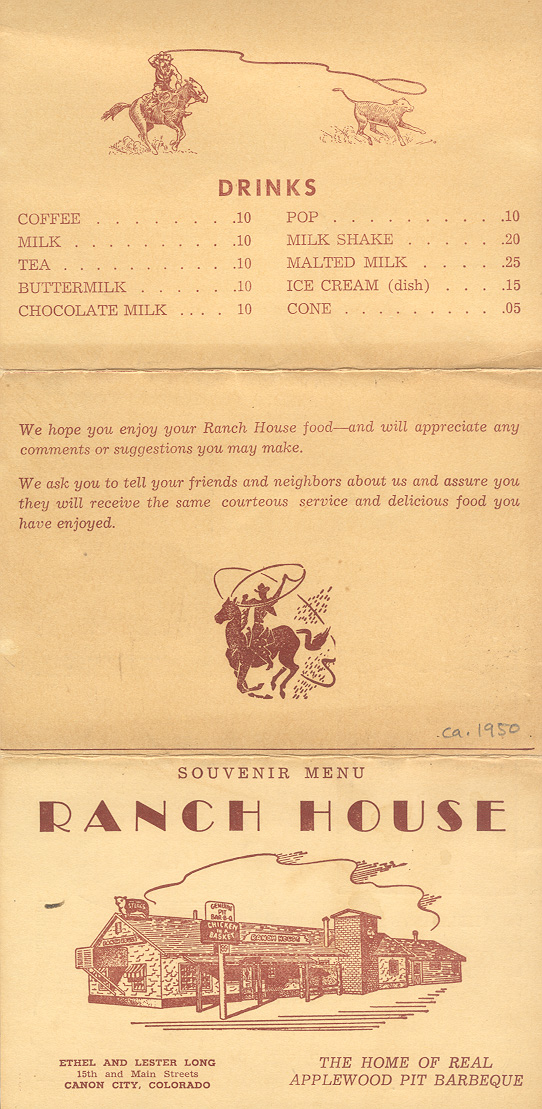 DRINKS
COFFEE . . . . . . . .10
MILK . . . . . . . . . .10
TEA . . . . . . . . . . .10
BUTTERMILK . . . . . . .10
CHOCOLATE MILK . . . . 10
POP . . . . . . . . . . .10
MILK SHAKE . . . . . .20
MALTED MILK . . . . .25
ICE CREAM (dish) . . . .15
CONE . . . . . . . . . .05
We hope you enjoy your Ranch House food—and will appreciate any
comments or suggestions you may make.
We ask you to tell your friends and neighbors about us and assure you
they will receive the same courteous service and delicious food you
have enjoyed.
ca. 1950
SOUVENIR MENU
RANCH HOUSE
STEAKS
GENUINE
PIT
BAR-B-Q
CHICKEN
BASKET
RANCH HOUSE
ETHEL AND LESTER LONG
15th and Main Streets
CANON CITY, COLORADO
THE HOME OF REAL
APPLEWOOD PIT BARBEQUE